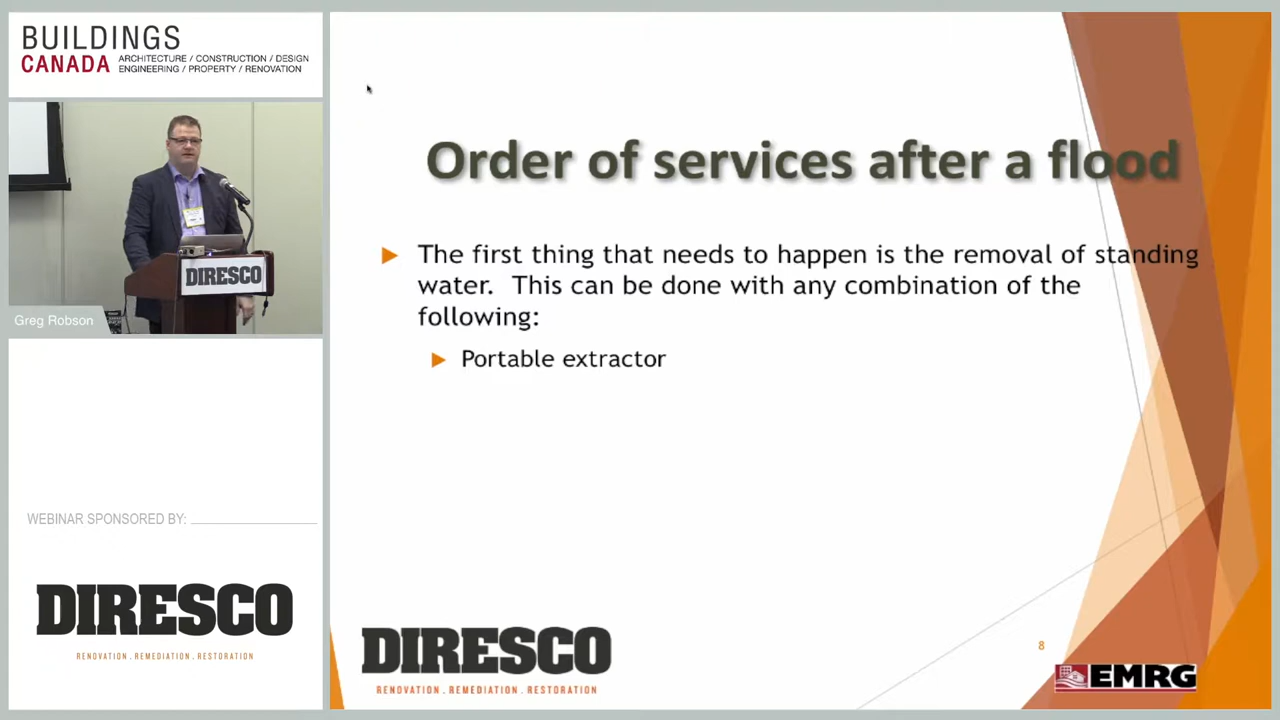 BUILDINGS
CANADA
ARCHITECTURE / CONSTRUCTION / DESIGN
ENGINEERING / PROPERTY / RENOVATION
DIRESCO
Greg Robson
WEBINAR SPONSORED BY:
DIRESCO
RENOVATION . REMEDIATION . RESTORATION
Order of services after a flood
The first thing that needs to happen is the removal of standing
water. This can be done with any combination of the
following:
Portable extractor
DIRESCO
RENOVATION . REMEDIATION . RESTORATION
8
EMRG